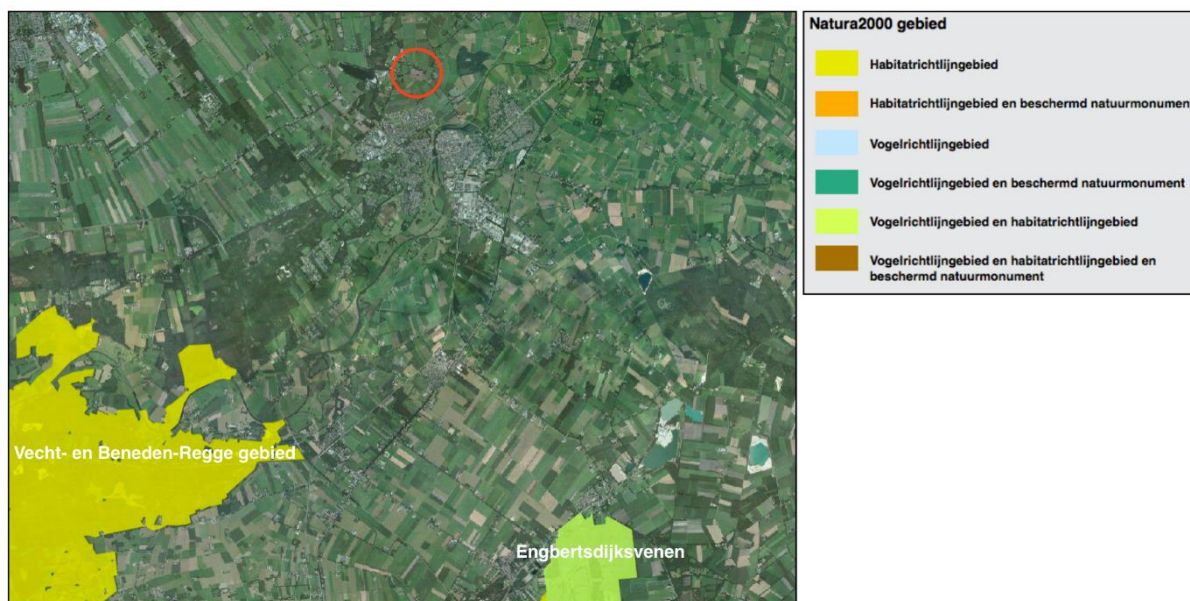 Vecht- en Beneden-Regge gebied
Engbertsdijksvenen
Natura2000 gebied
Habitatrichtlijngebied
Habitatrichtlijngebied en beschermd natuurmonumen
Vogelrichtlijngebied
Vogelrichtlijngebied en beschermd natuurmonument
Vogelrichtlijngebied en habitatrichtlijngebied
Vogelrichtlijngebied en habitatrichtlijngebied en
beschermd natuurmonument